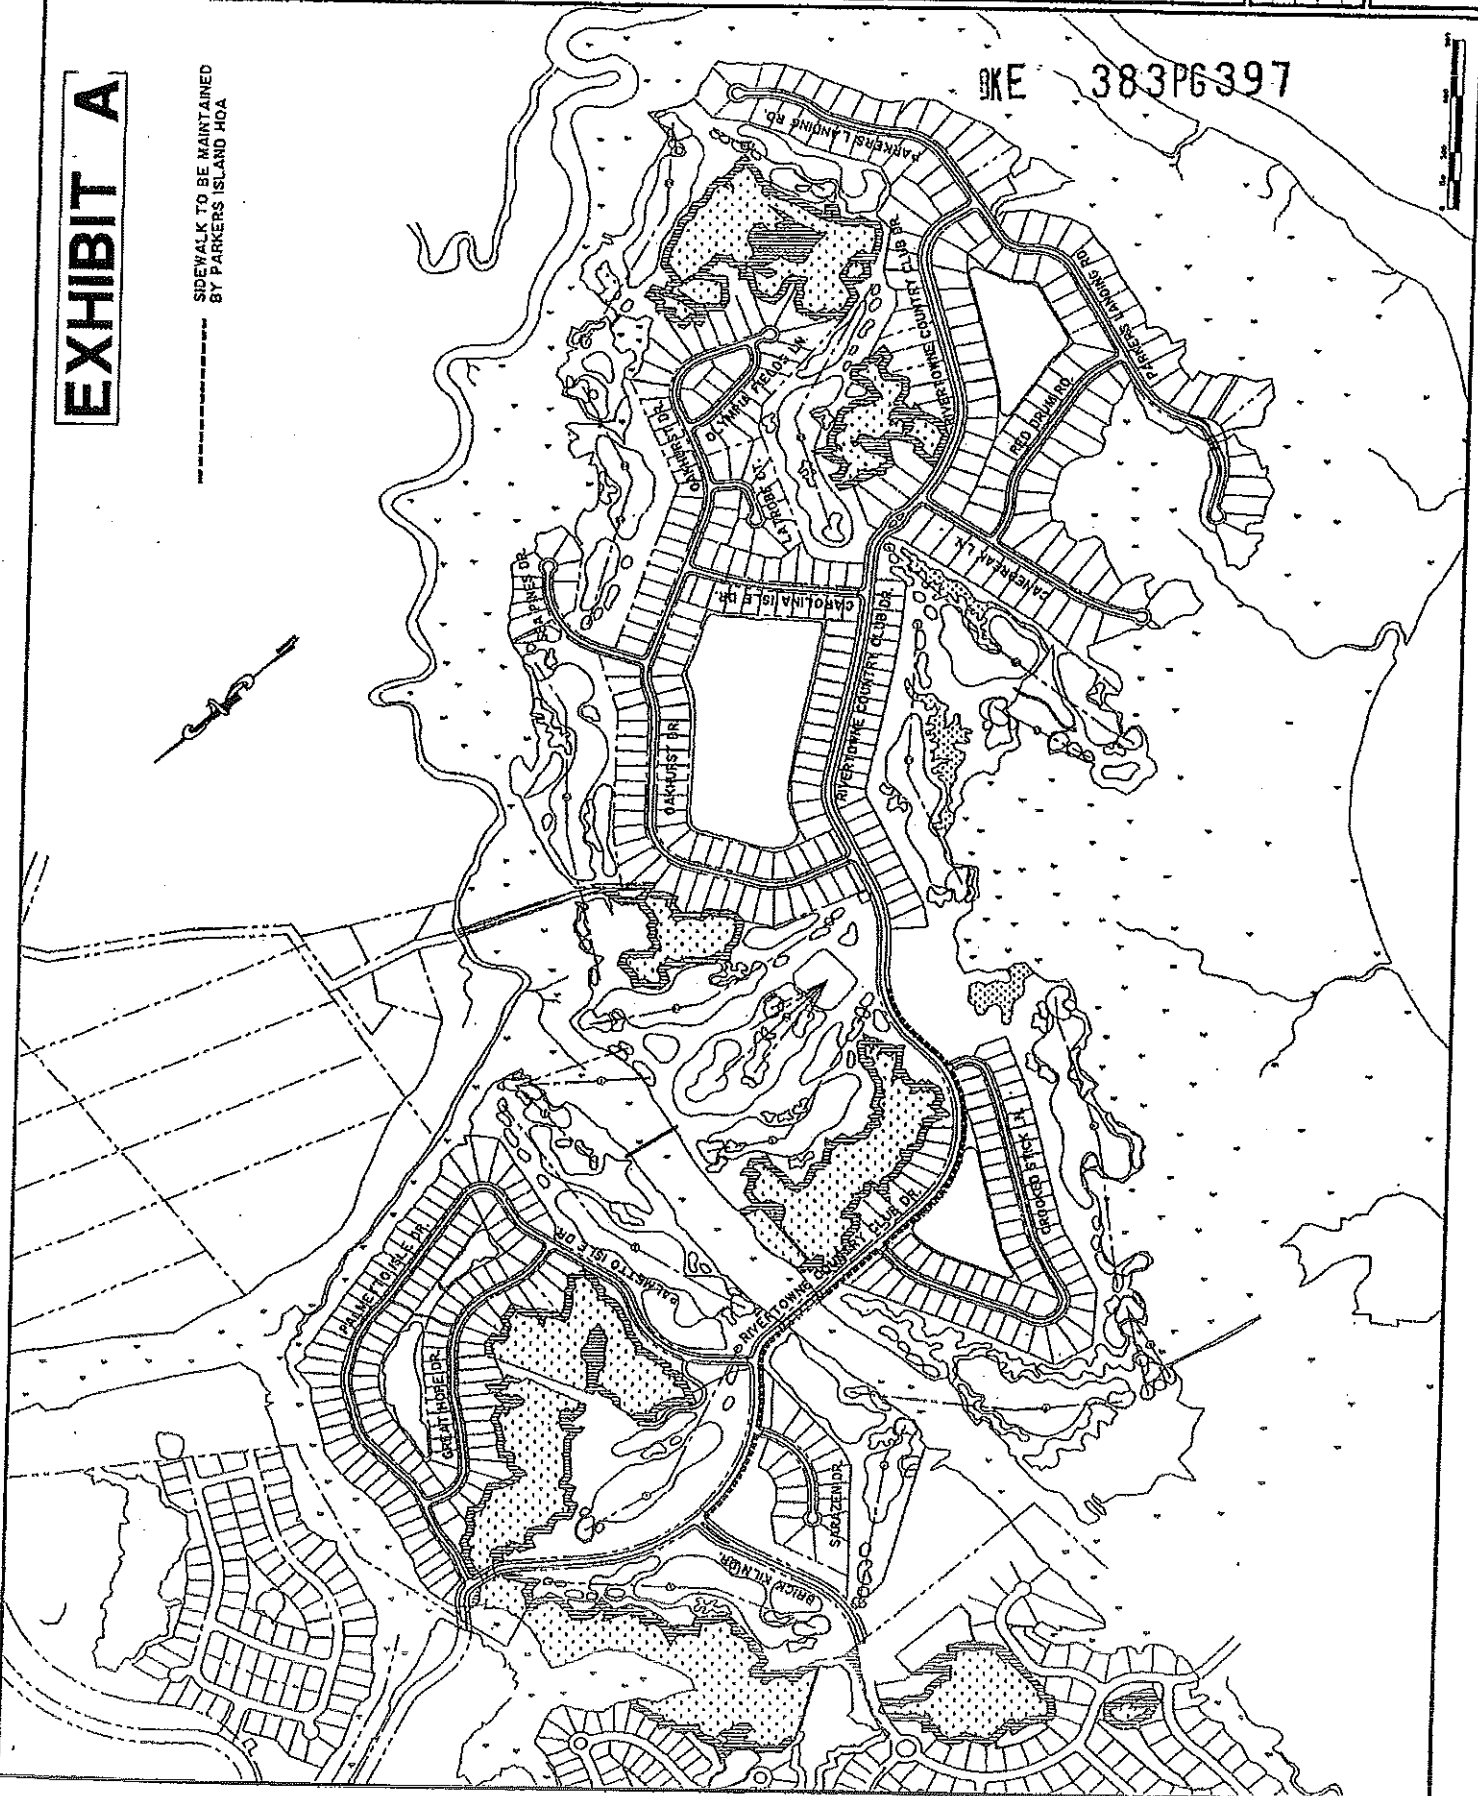 EXHIBIT A
SIDEWALK TO BE MAINTAINED
BY PARKERS ISLAND HOA
BKE 383PG397
PARKERS LANDING RD.
RIVERTOWNE COUNTRY CLUB DR.
PARKERS LANDING RD.
RED DRUM RD.
OLYMPIA FIELDS LN.
OAKHURST DR.
LATROBE CT.
CANEBREAK LN.
SEA PINES DR.
CAROLINA ISLE DR.
OAKHURST DR.
RIVERTOWNE COUNTRY CLUB DR.
CROOKED STICK LN.
PALMETTO ISLE DR.
PALMETTO ISLE DR.
RIVERTOWNE COUNTRY CLUB DR.
GREAT HOPE DR.
SARAZEN DR.
BRICK KILN DR.